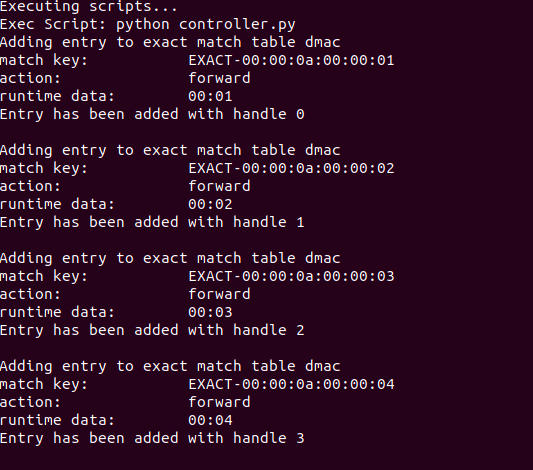 Executing scripts...
Exec Script: python controller.py
Adding entry to exact match table dmac
match key:           EXACT-00:00:0a:00:00:01
action:              forward
runtime data:        00:01
Entry has been added with handle 0

Adding entry to exact match table dmac
match key:           EXACT-00:00:0a:00:00:02
action:              forward
runtime data:        00:02
Entry has been added with handle 1

Adding entry to exact match table dmac
match key:           EXACT-00:00:0a:00:00:03
action:              forward
runtime data:        00:03
Entry has been added with handle 2

Adding entry to exact match table dmac
match key:           EXACT-00:00:0a:00:00:04
action:              forward
runtime data:        00:04
Entry has been added with handle 3